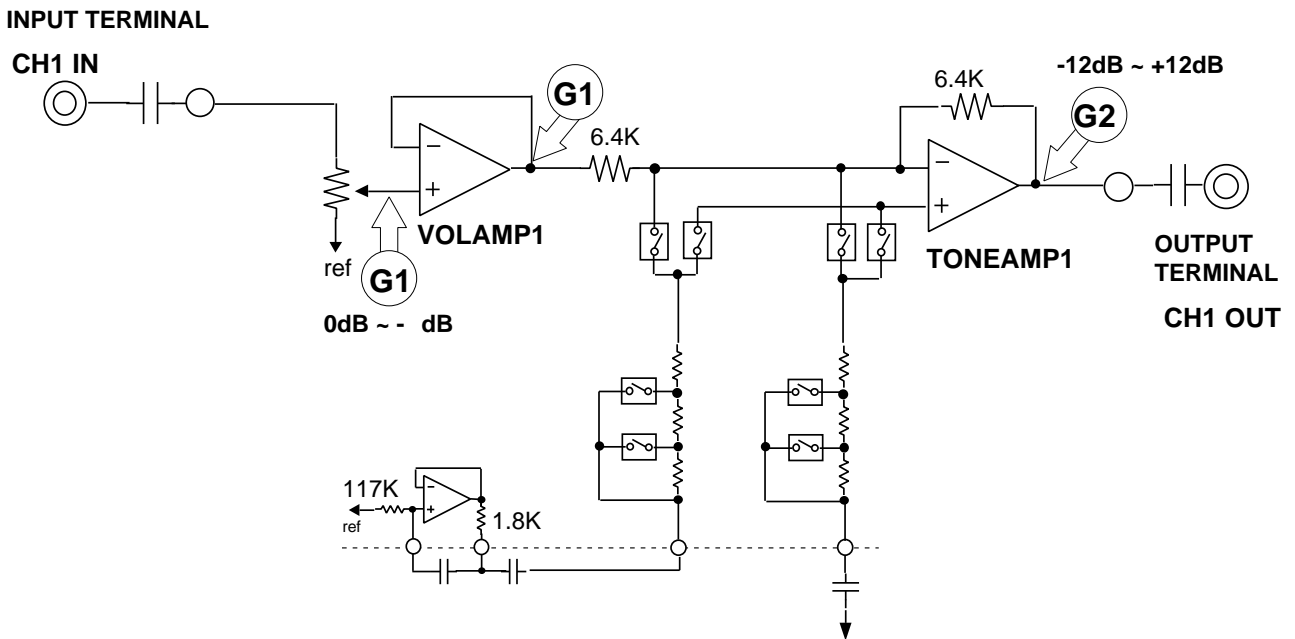 INPUT TERMINAL
CH1 IN
G1
6.4K
6.4K
-12dB ~ +12dB
G2
−
+
−
+
VOLAMP1
TONEAMP1
ref
G1
0dB ~ - dB
OUTPUT
TERMINAL
CH1 OUT
117K
ref
−
+
1.8K